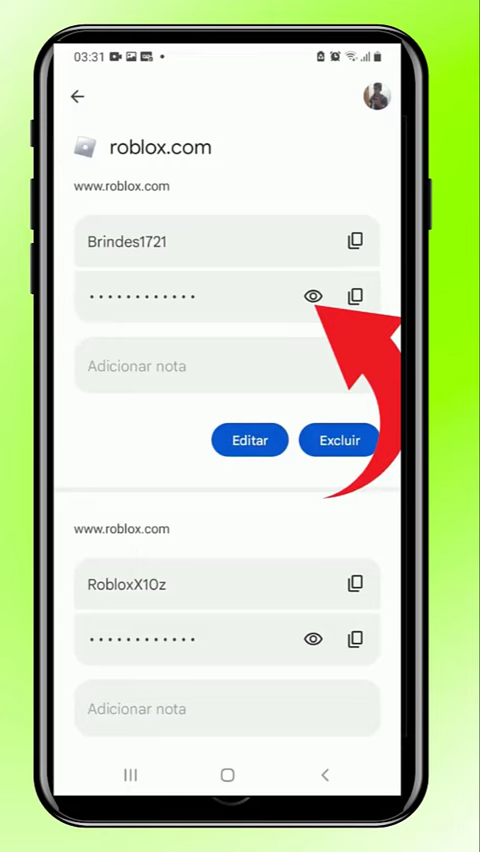 03:31
roblox.com
www.roblox.com
Brindes1721
············
Adicionar nota
Editar
Excluir
www.roblox.com
RobloxX10z
············
Adicionar nota